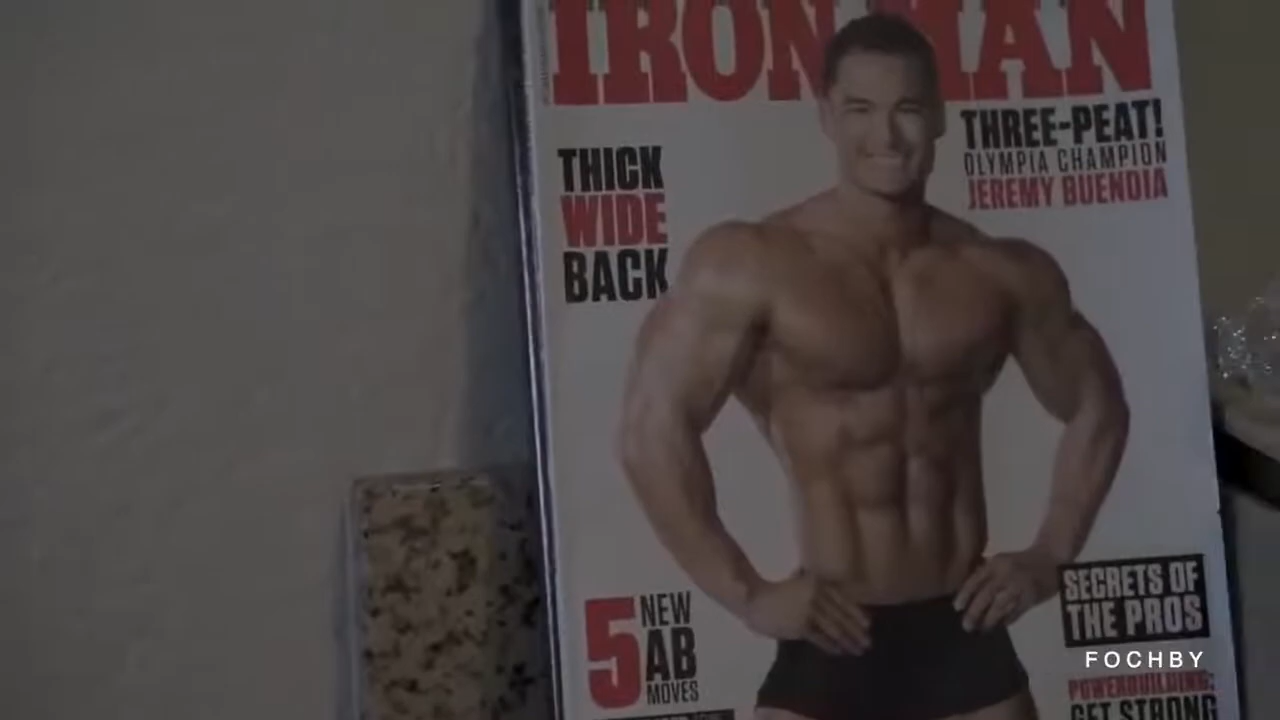 IRON MAN
THICK
WIDE
BACK
THREE-PEAT!
OLYMPIA CHAMPION
JEREMY BUENDIA
5 NEW
AB
MOVES
SECRETS OF
THE PROS
FOCHBY
POWERBUILDING:
GET STRONG